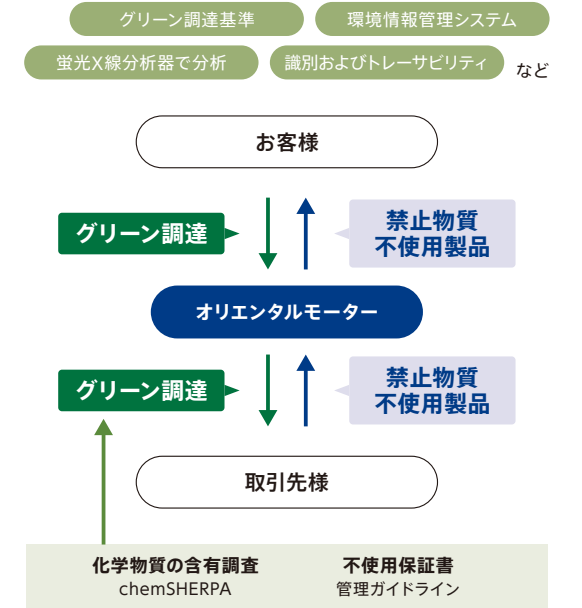 グリーン調達基準
環境情報管理システム
蛍光X線分析器で分析
識別およびトレーサビリティ
など
お客様
グリーン調達
禁止物質
不使用製品
オリエンタルモーター
グリーン調達
禁止物質
不使用製品
取引先様
化学物質の含有調査
chemSHERPA
不使用保証書
管理ガイドライン